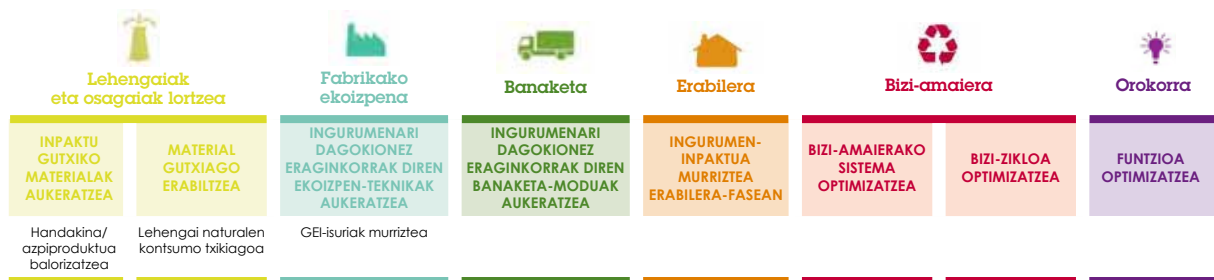 Lehengaiak
eta osagaiak lortzea
Fabrikako
ekoizpena
Banaketa
Erabilera
Bizi-amaiera
Orokorra
INPAKTU
GUTXIKO
MATERIALAK
AUKERATZEA
MATERIAL
GUTXIAGO
ERABILTZEA
INGURUMENARI
DAGOKIONEZ
ERAGINKORRAK DIREN
EKOIZPEN-TEKNIKAK
AUKERATZEA
INGURUMENARI
DAGOKIONEZ
ERAGINKORRAK DIREN
BANAKETA-MODUAK
AUKERATZEA
INGURUMEN-
INPAKTUA
MURRIZTEA
ERABILERA-FASEAN
BIZI-AMAIERAKO
SISTEMA
OPTIMIZATZEA
BIZI-ZIKLOA
OPTIMIZATZEA
FUNTZIOA
OPTIMIZATZEA
Handakina/
azpiproduktua
balorizatzea
Lehengai naturalen
kontsumo txikiagoa
GEI-isuriak murriztea